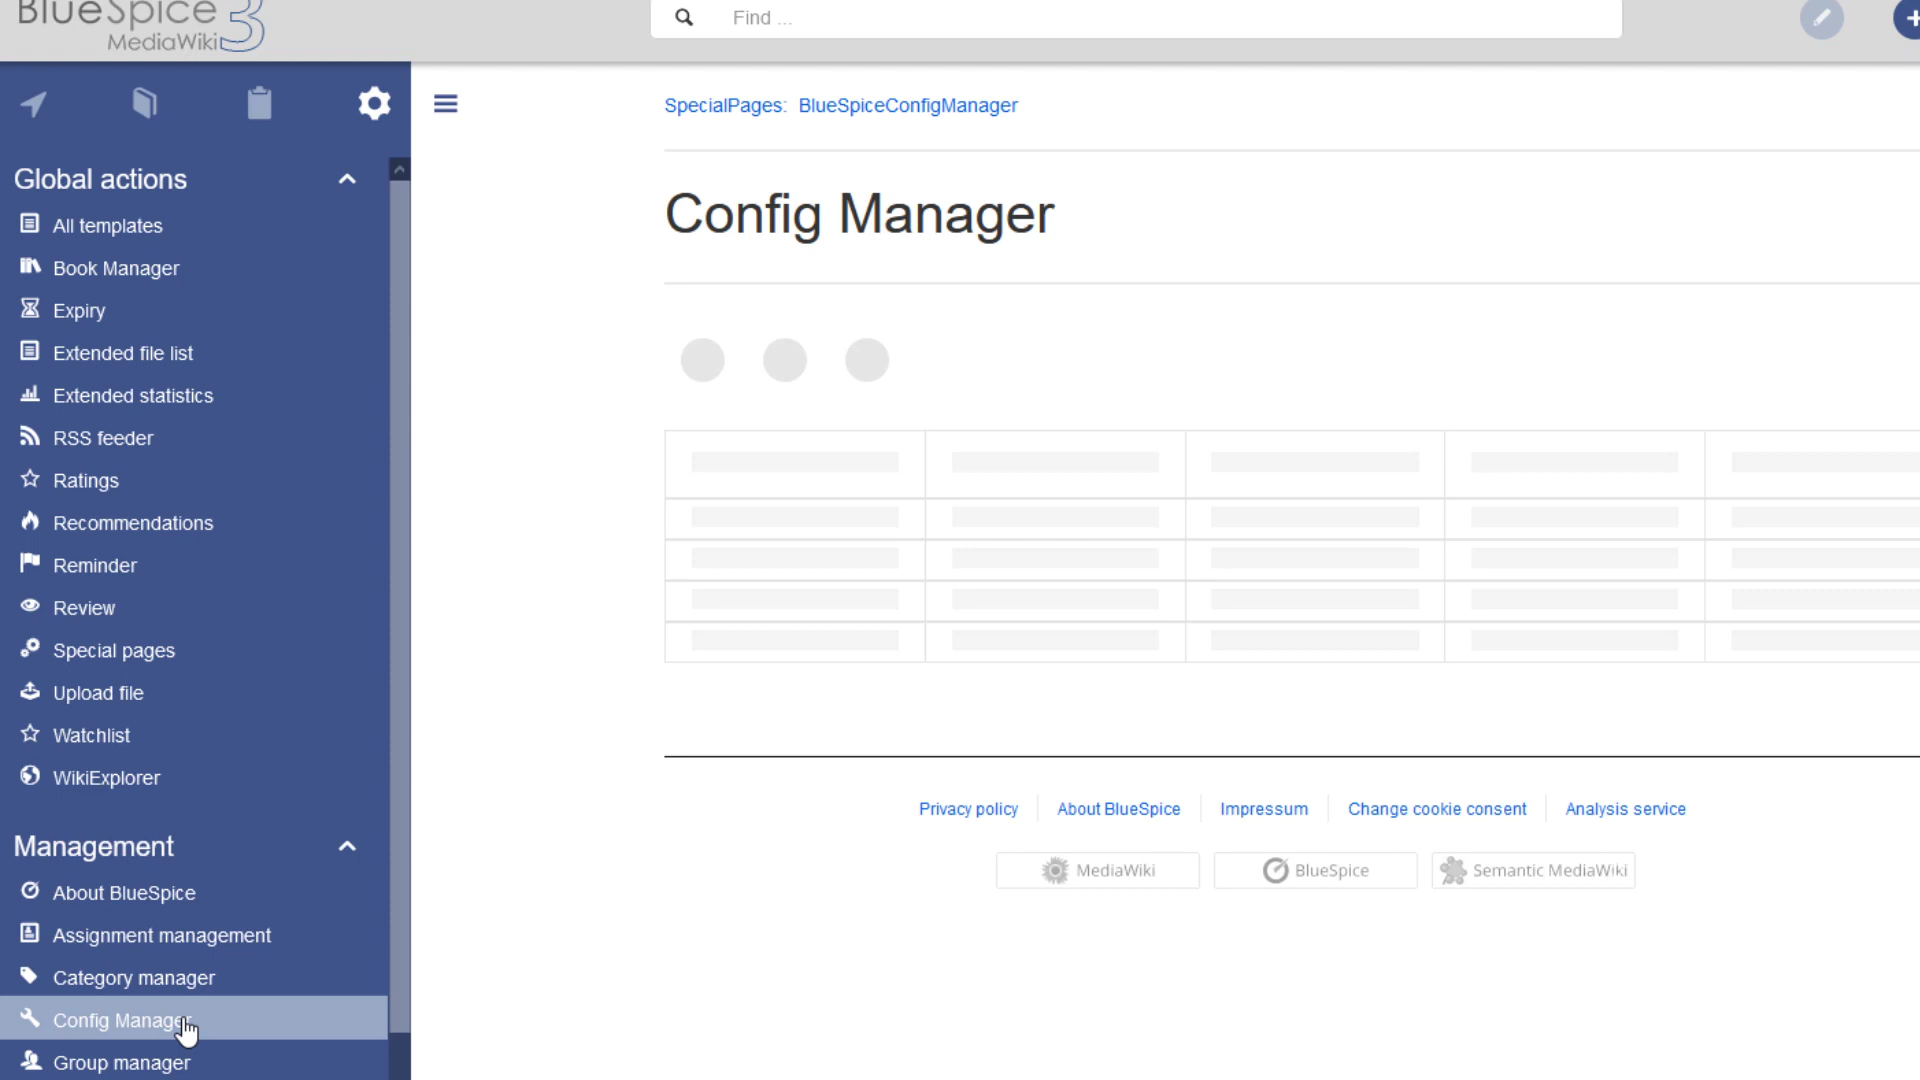 BlueSpice 3
MediaWiki
Find ...
SpecialPages: BlueSpiceConfigManager
Config Manager
Global actions
All templates
Book Manager
Expiry
Extended file list
Extended statistics
RSS feeder
Ratings
Recommendations
Reminder
Review
Special pages
Upload file
Watchlist
WikiExplorer
Management
About BlueSpice
Assignment management
Category manager
Config Manager
Group manager
Privacy policy
About BlueSpice
Impressum
Change cookie consent
Analysis service
MediaWiki
BlueSpice
Semantic MediaWiki